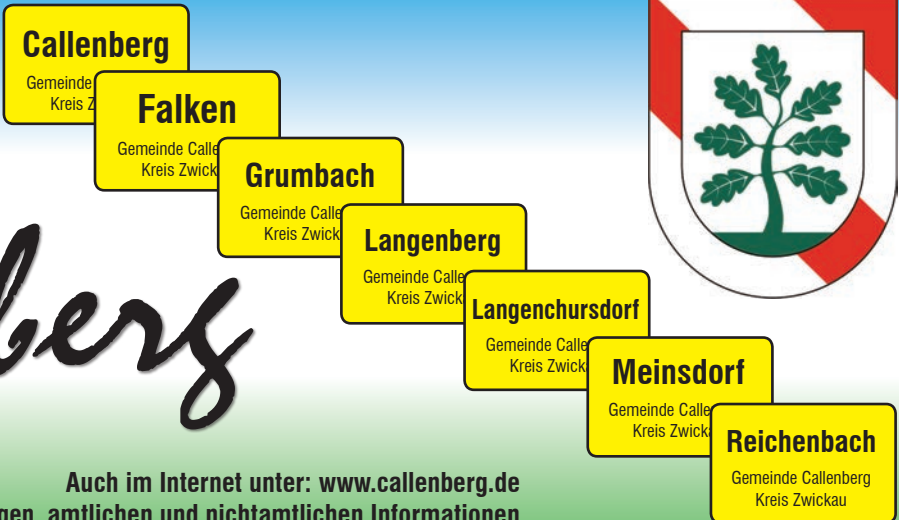 Callenberg
Gemeinde
Kreis Z
Falken
Gemeinde Calle
Kreis Zwick
Grumbach
Gemeinde Calle
Kreis Zwick
Langenberg
Gemeinde Calle
Kreis Zwick
Langenchursdorf
Gemeinde Calle
Kreis Zwick
Meinsdorf
Gemeinde Calle
Kreis Zwick
Reichenbach
Gemeinde Callenberg
Kreis Zwickau
berg
Auch im Internet unter: www.callenberg.de
gen, amtlichen und nichtamtlichen Informationen